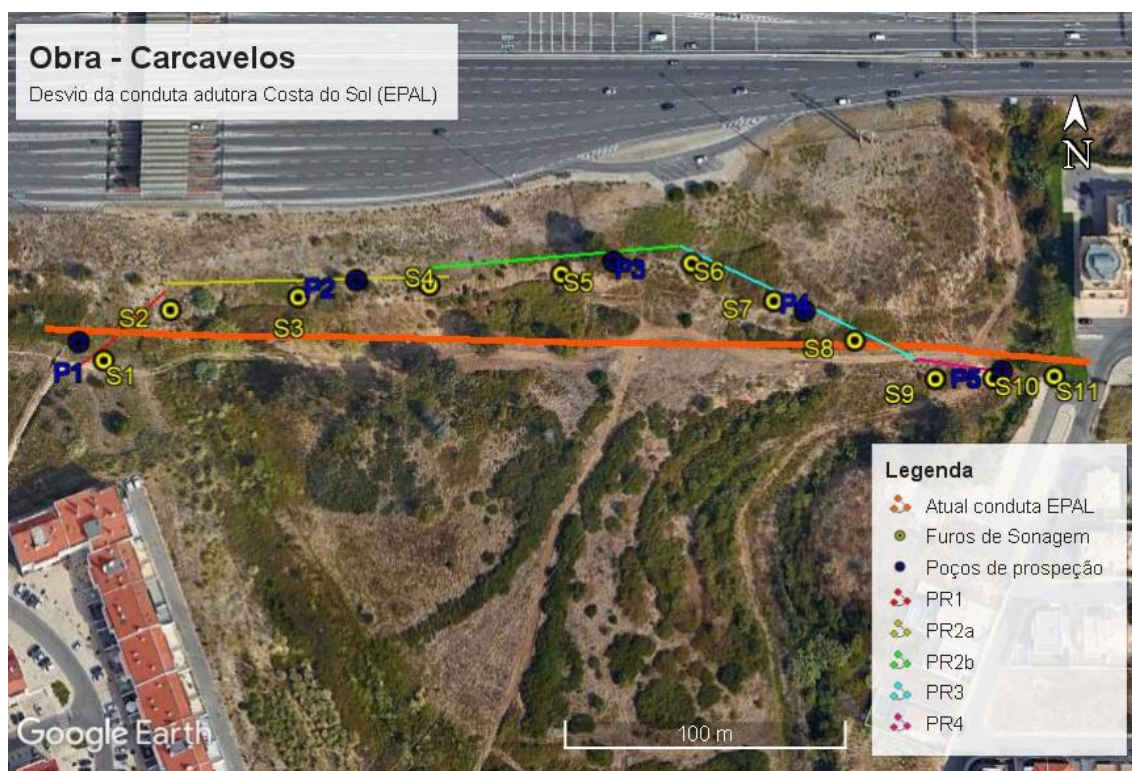 Obra - Carcavelos
Desvio da conduta adutora Costa do Sol (EPAL)
N
P1
S1
S2
S3
P2
S4
S5
P3
S6
S7
P4
S8
S9
P5
S10
S11
Legenda
Atual conduta EPAL
Furos de Sonagem
Poços de prospeção
PR1
PR2a
PR2b
PR3
PR4
100 m
Google Earth